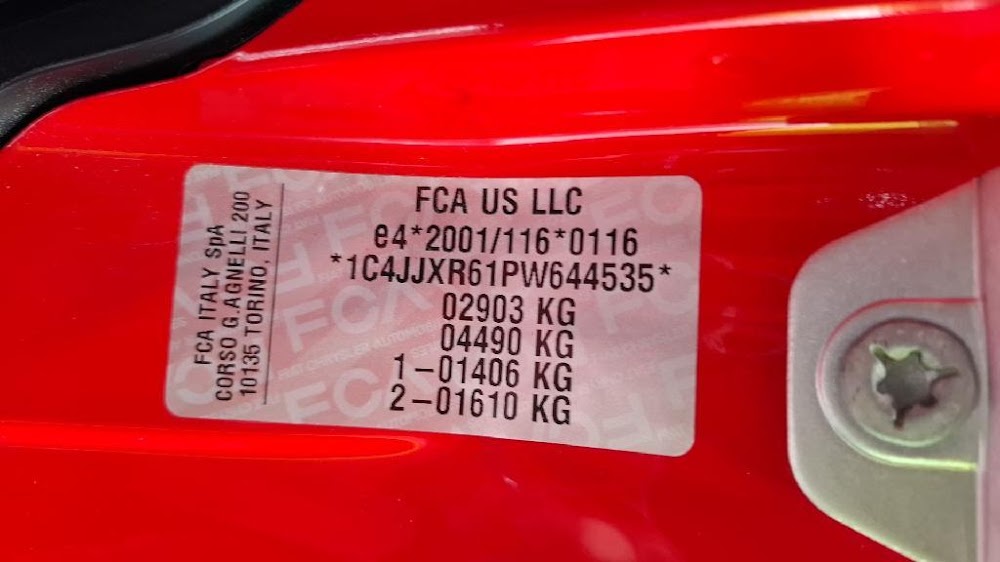 FCA ITALY SpA
CORSO G.AGNELLI 200
10135 TORINO, ITALY
FCA US LLC
e4*2001/116*0116
*1C4JJXR61PW644535*
02903 KG
04490 KG
1-01406 KG
2-01610 KG